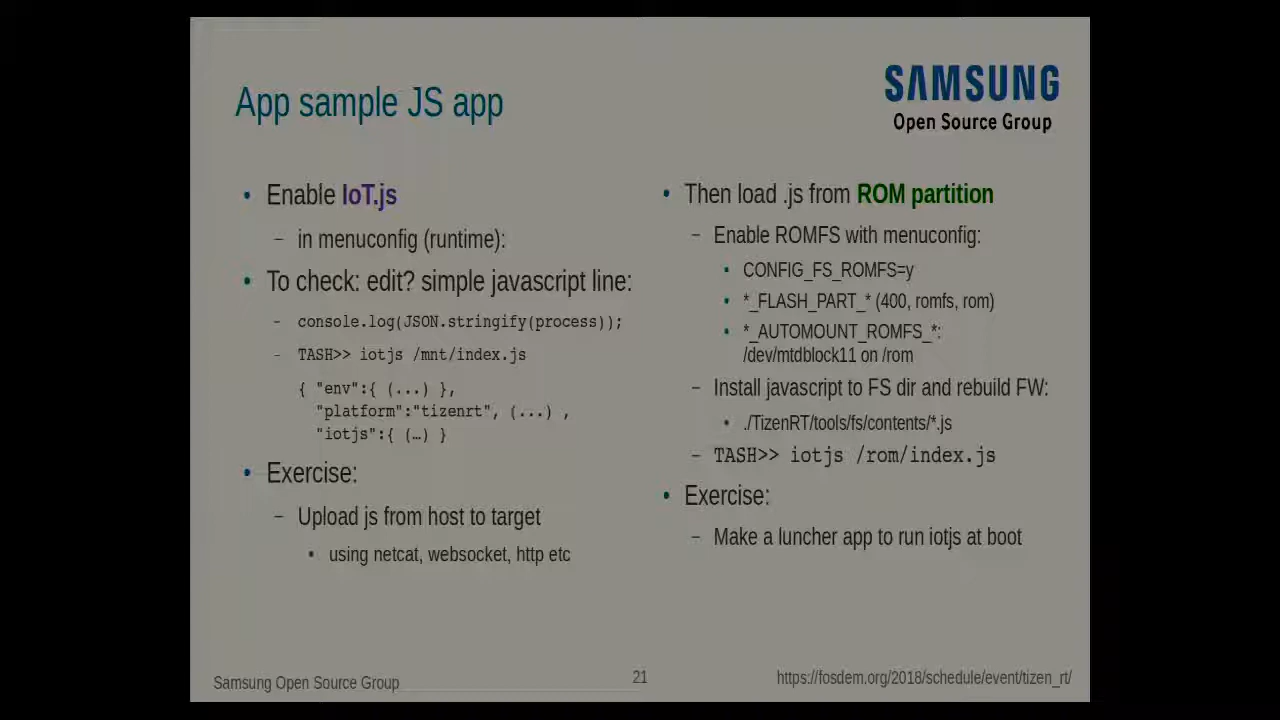 App sample JS app
SAMSUNG
Open Source Group
• Enable IoT.js
– in menuconfig (runtime):
• To check: edit? simple javascript line:
– console.log(JSON.stringify(process));
– TASH>> iotjs /mnt/index.js
{ "env":{ (...) },
"platform":"tizenrt", (...) ,
"iotjs":{ (…) }
• Exercise:
– Upload js from host to target
• using netcat, websocket, http etc
• Then load .js from ROM partition
– Enable ROMFS with menuconfig:
• CONFIG_FS_ROMFS=y
• *_FLASH_PART_* (400, romfs, rom)
• *_AUTOMOUNT_ROMFS_*:
/dev/mtdblock11 on /rom
– Install javascript to FS dir and rebuild FW:
• ./TizenRT/tools/fs/contents/*.js
– TASH>> iotjs /rom/index.js
• Exercise:
– Make a luncher app to run iotjs at boot
Samsung Open Source Group
21
https://fosdem.org/2018/schedule/event/tizen_rt/